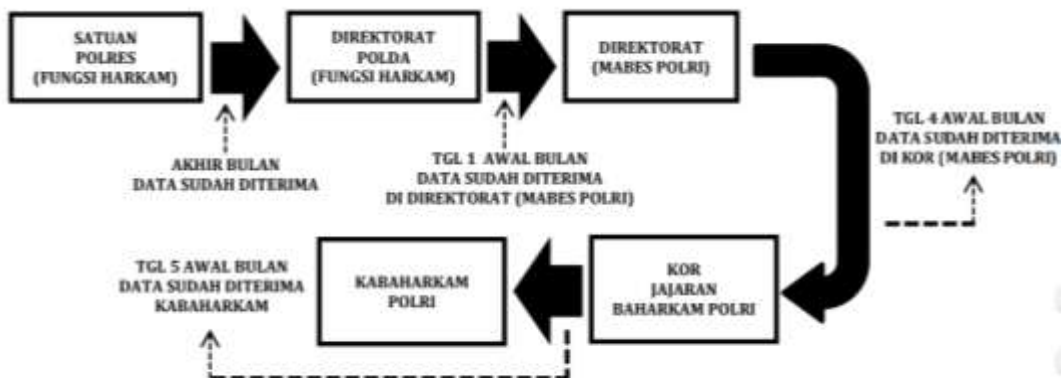 SATUAN
POLRES
(FUNGSI HARKAM)
DIREKTORAT
POLDA
(FUNGSI HARKAM)
DIREKTORAT
(MABES POLRI)
AKHIR BULAN
DATA SUDAH DITERIMA
TGL 1 AWAL BULAN
DATA SUDAH DITERIMA
DI DIREKTORAT (MABES POLRI)
TGL 4 AWAL BULAN
DATA SUDAH DITERIMA
DI KOR (MABES POLRI)
KOR
JAJARAN
BAHARKAM POLRI
KABAHARKAM
POLRI
TGL 5 AWAL BULAN
DATA SUDAH DITERIMA
KABAHARKAM